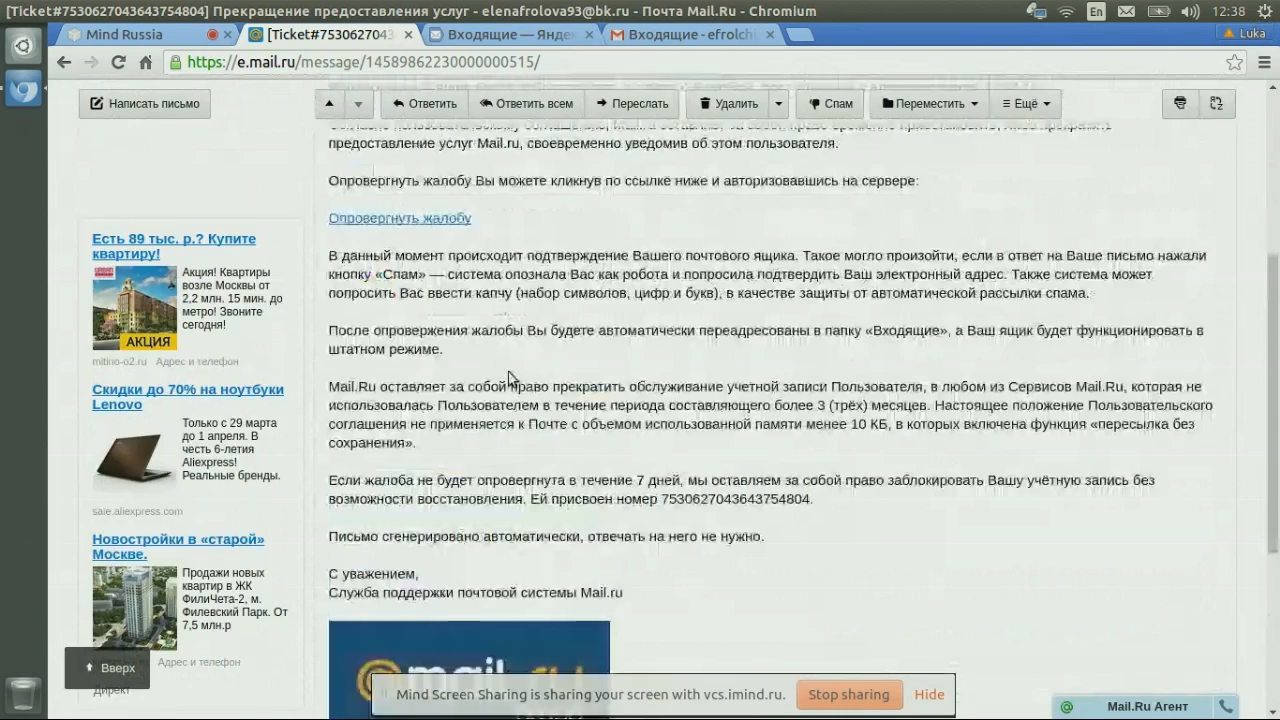 [Ticket#7530627043643754804] Прекращение предоставления услуг - elenafrolova93@bk.ru - Почта Mail.Ru - Chromium
En
12:38
Mind Russia
[Ticket#7530627043
Входящие — Янде
Входящие - efrolch
Luka
https://e.mail.ru/message/14589862230000000515/
Написать письмо
Ответить
Ответить всем
Переслать
Удалить
Спам
Переместить
Ещё
предоставление услуг Mail.ru, своевременно уведомив об этом пользователя.
Опровергнуть жалобу Вы можете кликнув по ссылке ниже и авторизовавшись на сервере:
Опровергнуть жалобу
В данный момент происходит подтверждение Вашего почтового ящика. Такое могло произойти, если в ответ на Ваше письмо нажали
кнопку «Спам» — система опознала Вас как робота и попросила подтвердить Ваш электронный адрес. Также система может
попросить Вас ввести капчу (набор символов, цифр и букв), в качестве защиты от автоматической рассылки спама.
После опровержения жалобы Вы будете автоматически переадресованы в папку «Входящие», а Ваш ящик будет функционировать в
штатном режиме.
Mail.Ru оставляет за собой право прекратить обслуживание учетной записи Пользователя, в любом из Сервисов Mail.Ru, которая не
использовалась Пользователем в течение периода составляющего более 3 (трёх) месяцев. Настоящее положение Пользовательского
соглашения не применяется к Почте с объемом использованной памяти менее 10 КБ, в которых включена функция «пересылка без
сохранения».
Если жалоба не будет опровергнута в течение 7 дней, мы оставляем за собой право заблокировать Вашу учётную запись без
возможности восстановления. Ей присвоен номер 7530627043643754804.
Письмо сгенерировано автоматически, отвечать на него не нужно.
С уважением,
Служба поддержки почтовой системы Mail.ru
Есть 89 тыс. р.? Купите
квартиру!
Акция! Квартиры
возле Москвы от
2,2 млн. 15 мин. до
метро! Звоните
сегодня!
АКЦИЯ
mitino-o2.ru Адрес и телефон
Скидки до 70% на ноутбуки
Lenovo
Только с 29 марта
до 1 апреля. В
честь 6-летия
Aliexpress!
Реальные бренды.
sale.aliexpress.com
Новостройки в «старой»
Москве.
Продажи новых
квартир в ЖК
ФилиЧета-2, м.
Филевский Парк. От
7,5 млн.р
Адрес и телефон
Вверх
Директ
Mind Screen Sharing is sharing your screen with vcs.imind.ru.
Stop sharing
Hide
Mail.Ru Агент